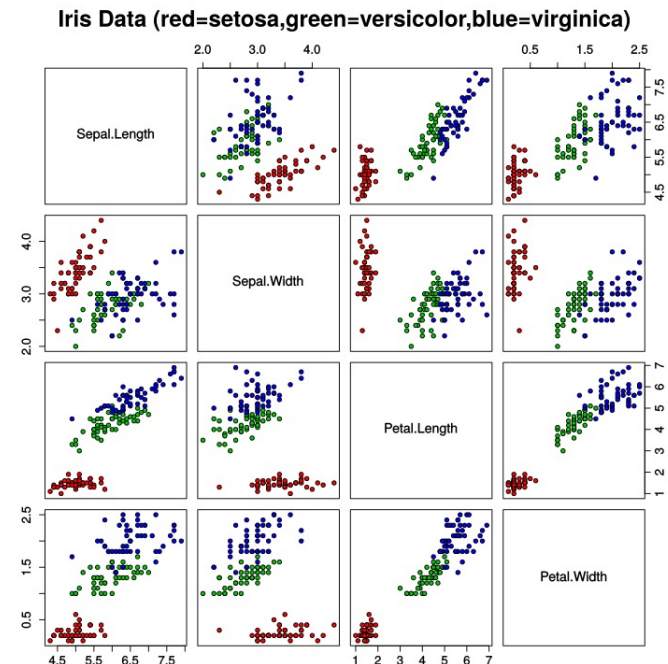 Iris Data (red=setosa,green=versicolor,blue=virginica)
2.0 3.0 4.0 0.5 1.5 2.5
Sepal.Length
4.5 5.5 6.5 7.5
2.0 3.0 4.0
Sepal.Width
Petal.Length
1 2 3 4 5 6 7
0.5 1.5 2.5
Petal.Width
4.5 5.5 6.5 7.5 1 2 3 4 5 6 7